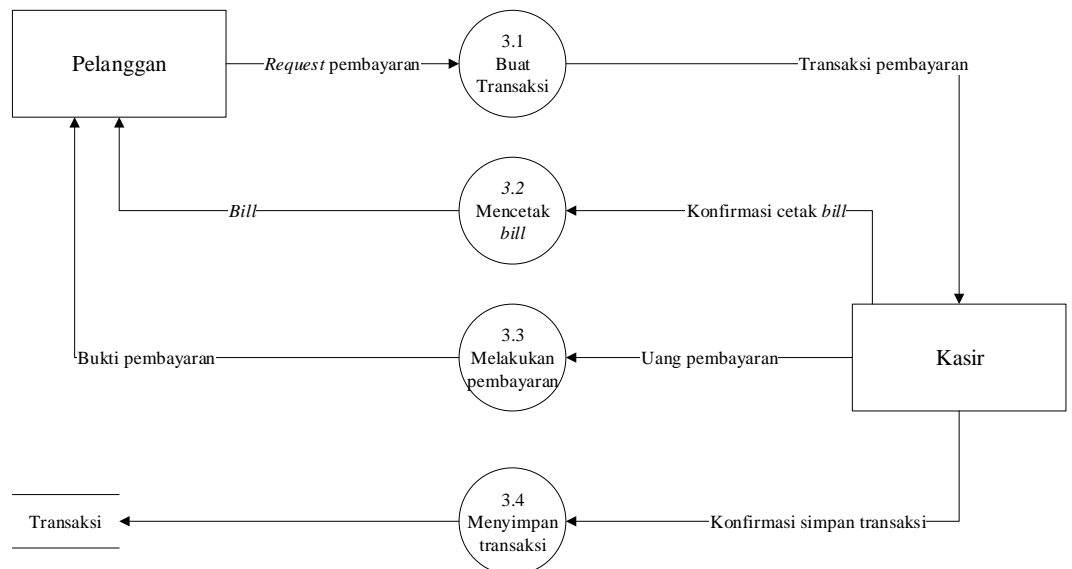 Pelanggan
Request pembayaran
3.1
Buat
Transaksi
Transaksi pembayaran
Bill
3.2
Mencetak
bill
Konfirmasi cetak bill
Bukti pembayaran
3.3
Melakukan
pembayaran
Uang pembayaran
Kasir
Transaksi
3.4
Menyimpan
transaksi
Konfirmasi simpan transaksi